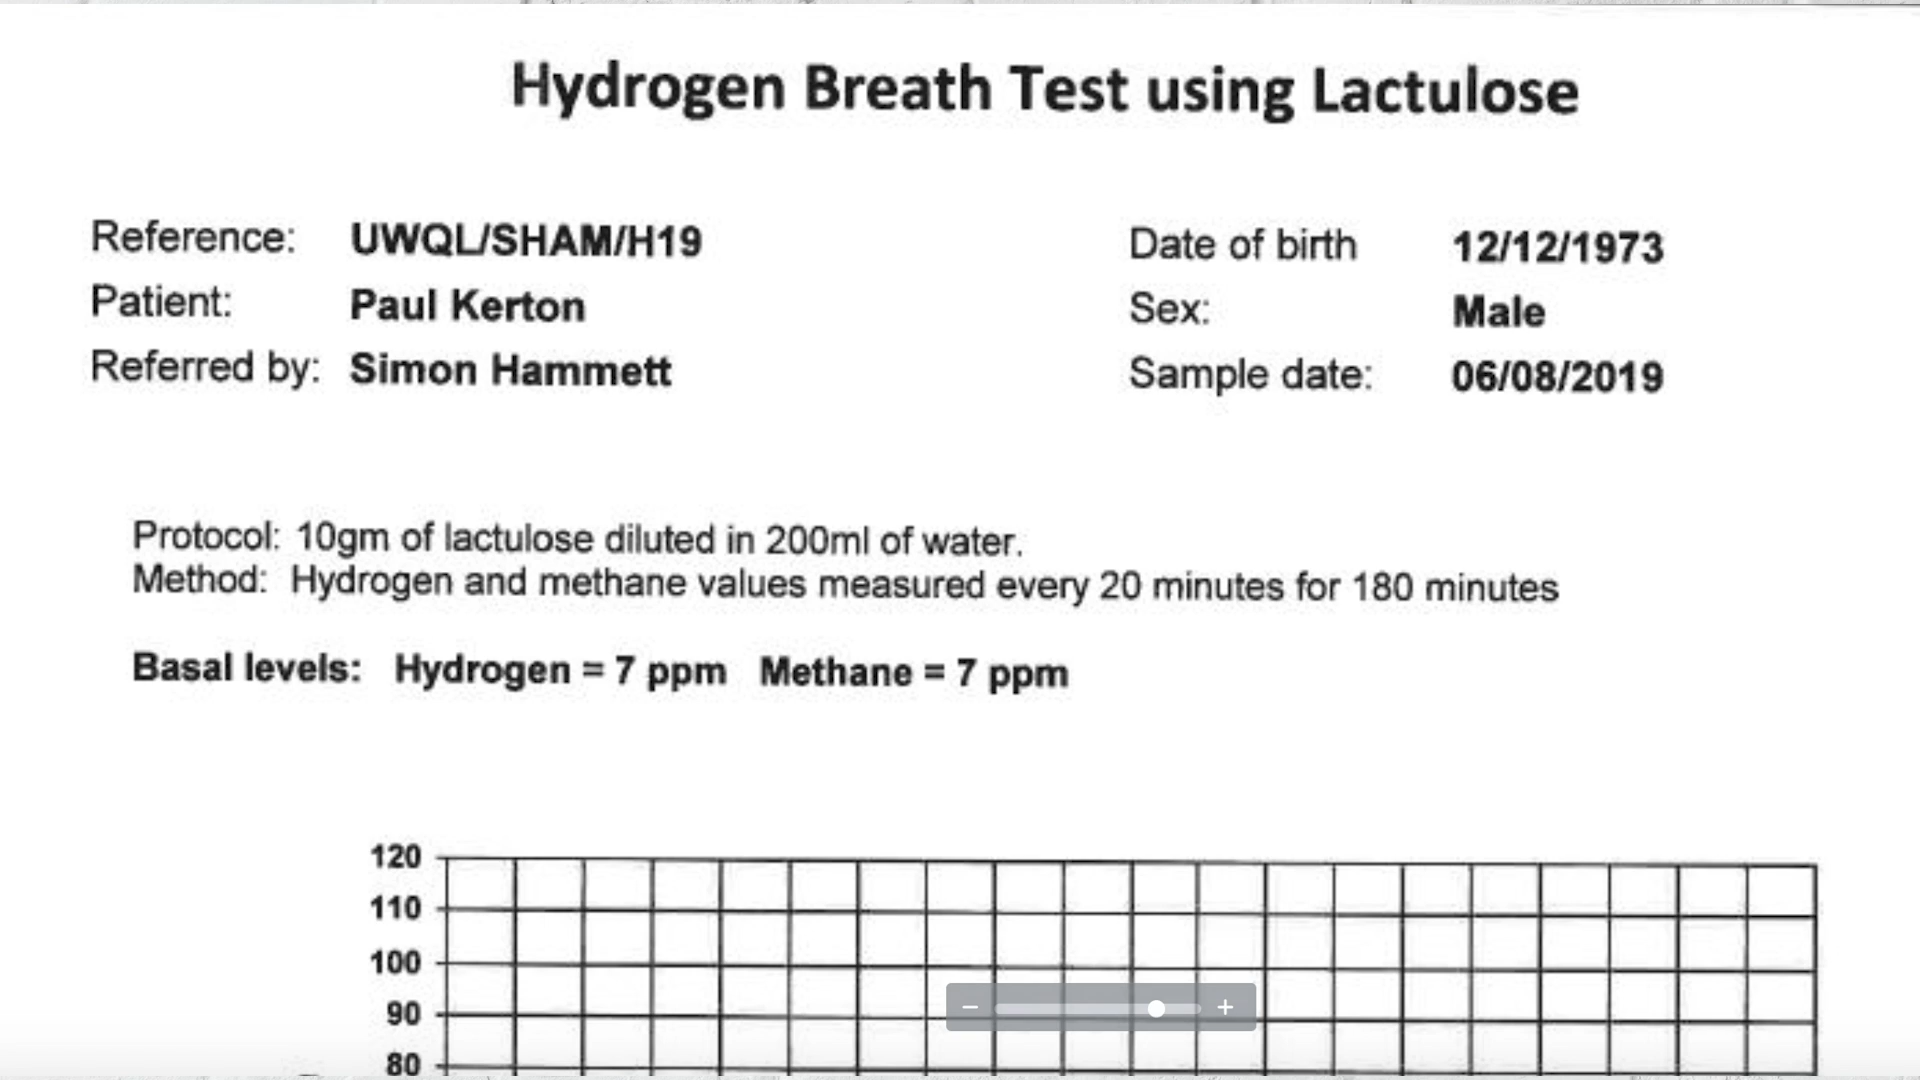 Hydrogen Breath Test using Lactulose
Reference: UWQL/SHAM/H19 Date of birth 12/12/1973
Patient: Paul Kerton Sex: Male
Referred by: Simon Hammett Sample date: 06/08/2019
Protocol: 10gm of lactulose diluted in 200ml of water.
Method: Hydrogen and methane values measured every 20 minutes for 180 minutes
Basal levels: Hydrogen = 7 ppm Methane = 7 ppm
120
110
100
90
80